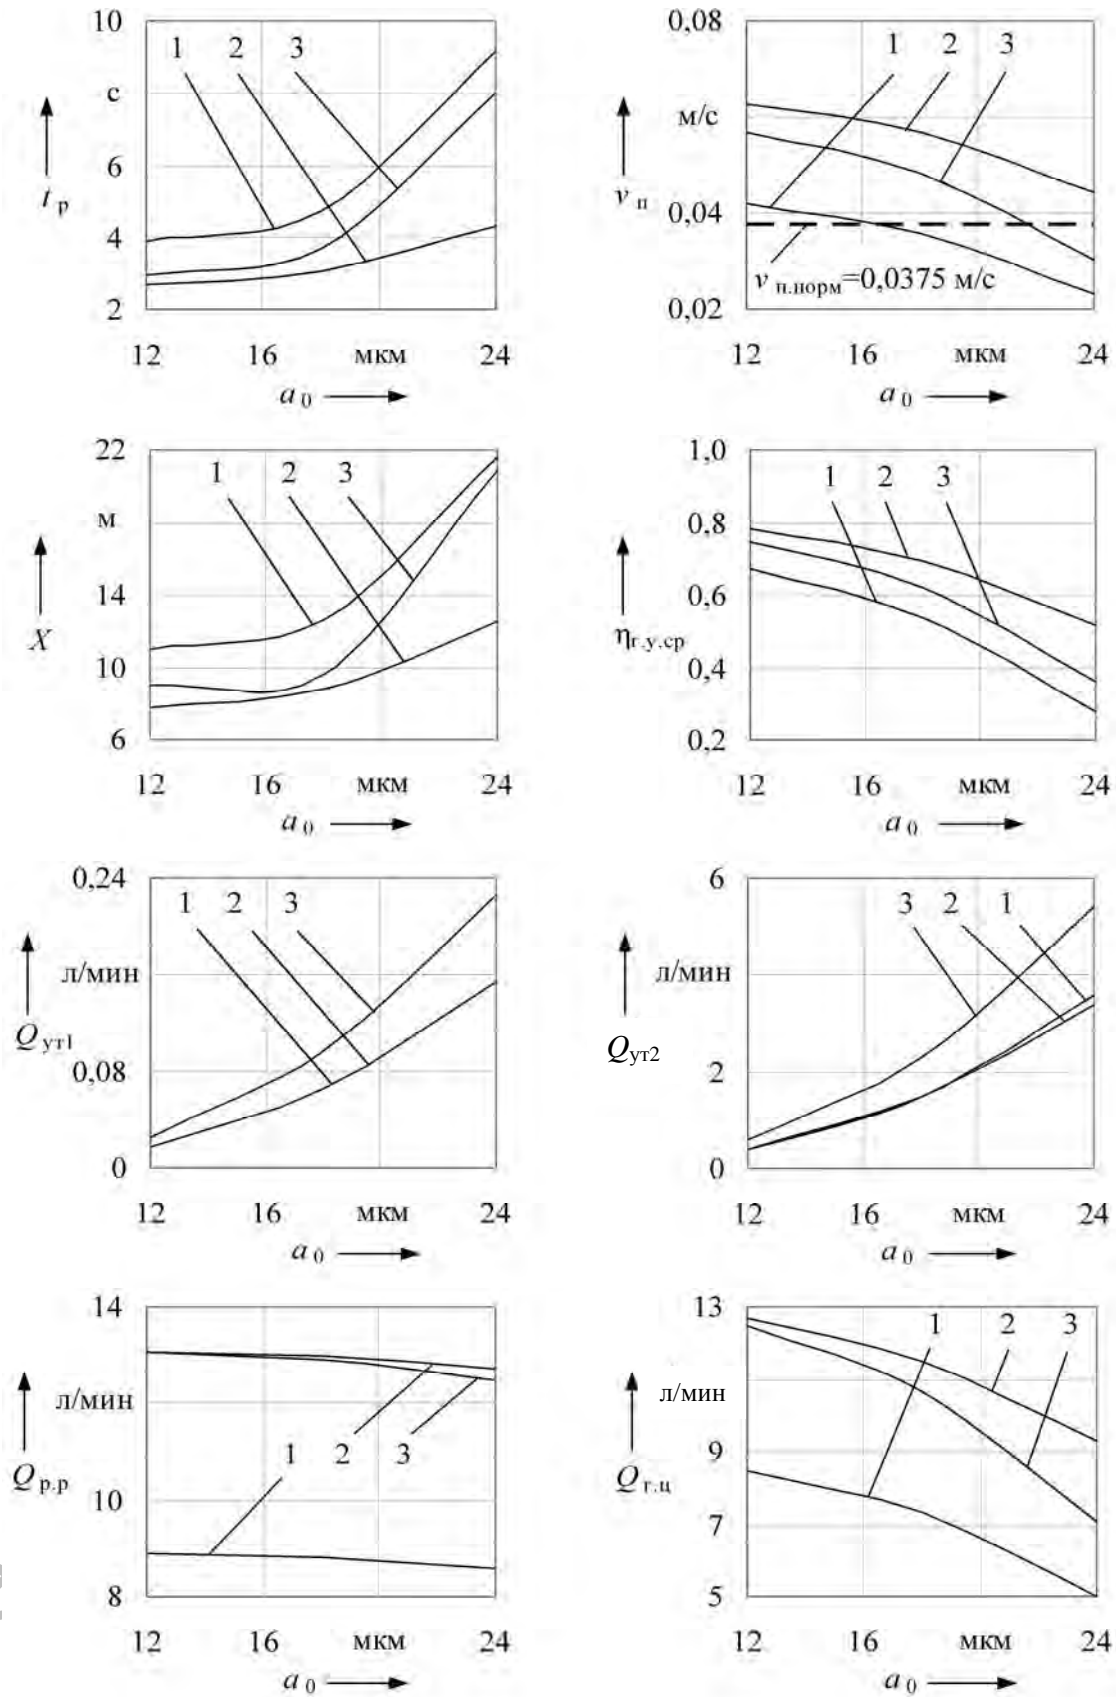 10
1 2 3
с
t р
6
4
2
12 16 мкм 24
a 0
0,08
1 2 3
м/с
v п
0,04
v п.норм=0,0375 м/с
0,02
12 16 мкм 24
a 0
22
1 2 3
м
14
X
10
6
12 16 мкм 24
a 0
1,0
1 2 3
0,8
0,6
ηг.у.ср
0,4
0,2
12 16 мкм 24
a 0
0,24
1 2 3
л/мин
Q ут1
0,08
0
12 16 мкм 24
a 0
6
3 2 1
л/мин
Qут2
2
0
12 16 мкм 24
a 0
14
л/мин
1 2 3
Q р.р
10
8
12 16 мкм 24
a 0
13
1 2 3
л/мин
9
Q г.ц
7
5
12 16 мкм 24
a 0